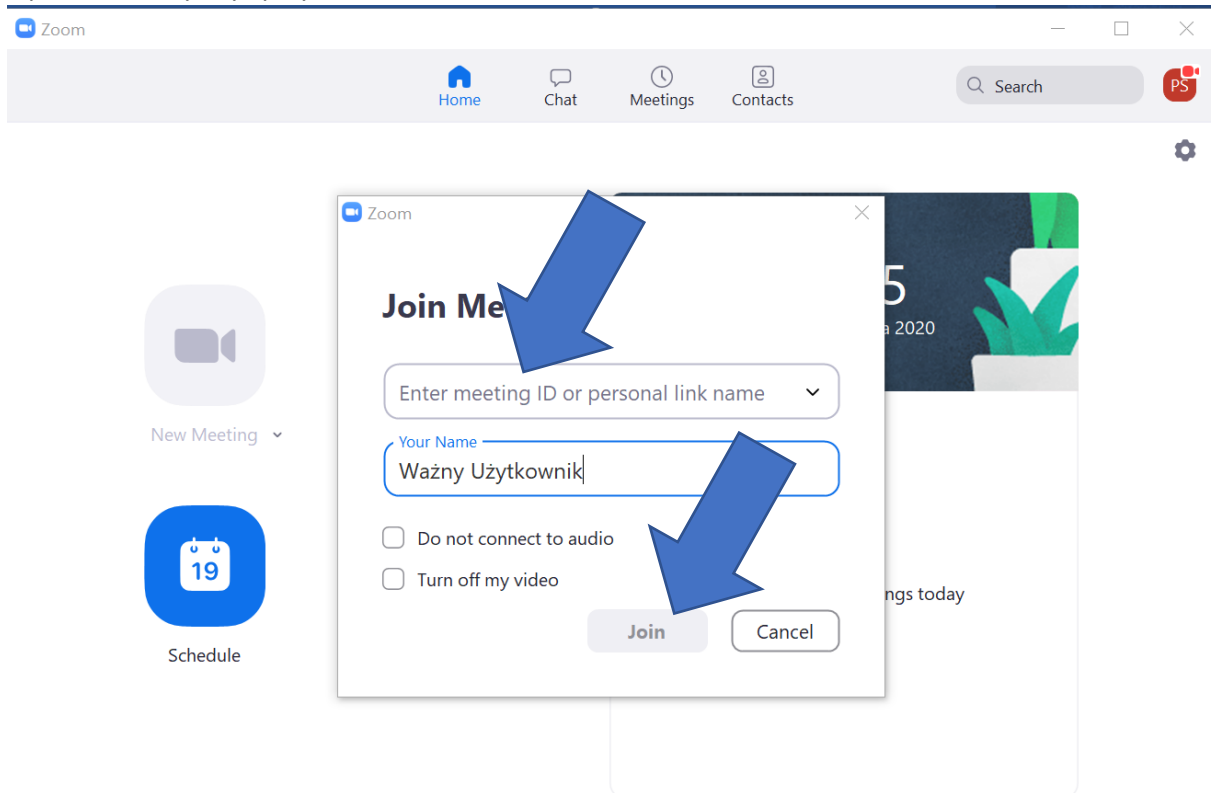 Zoom
Home
Chat
Meetings
Contacts
Search
PS
Zoom
Join Me
5
a 2020
Enter meeting ID or personal link name
New Meeting
Your Name
Ważny Użytkownik
Do not connect to audio
19
Turn off my video
ngs today
Join
Cancel
Schedule